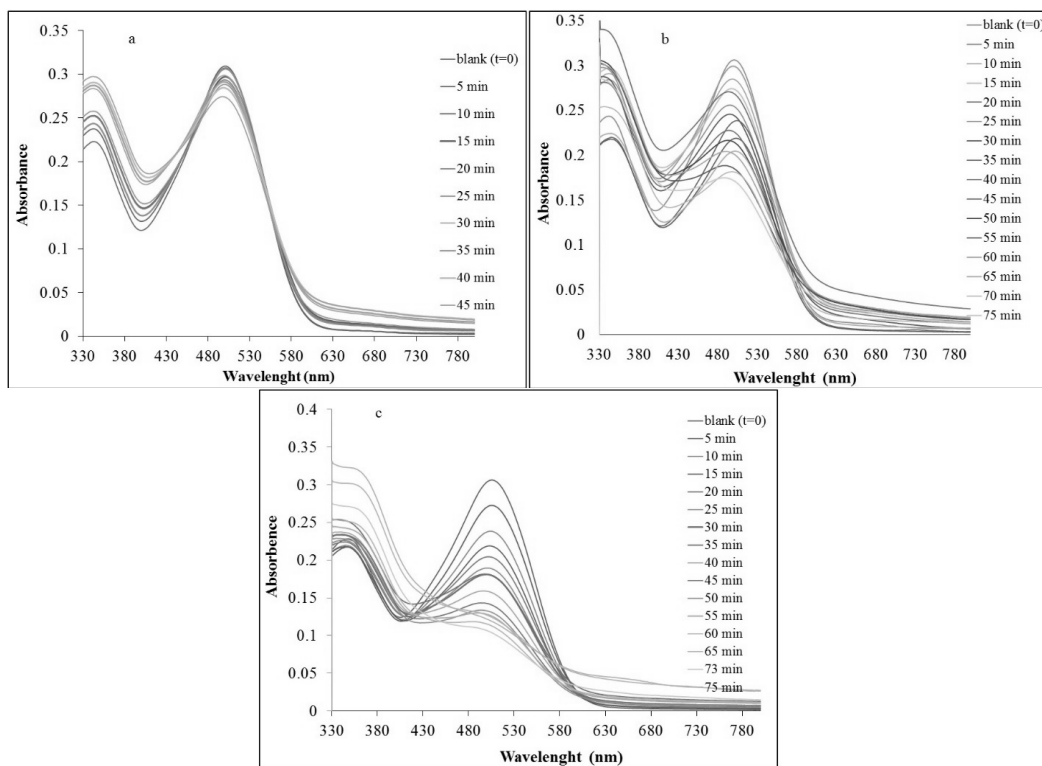 a
0.35
0.3
0.25
0.2
0.15
0.1
0.05
0
Absorbance
330 380 430 480 530 580 630 680 730 780
Wavelenght (nm)
blank (t=0)
5 min
10 min
15 min
20 min
25 min
30 min
35 min
40 min
45 min
b
0.35
0.3
0.25
0.2
0.15
0.1
0.05
0
Absorbance
330 380 430 480 530 580 630 680 730 780
Wavelenght (nm)
blank (t=0)
5 min
10 min
15 min
20 min
25 min
30 min
35 min
40 min
45 min
50 min
55 min
60 min
65 min
70 min
75 min
c
0.4
0.35
0.3
0.25
0.2
0.15
0.1
0.05
0
Absorbence
330 380 430 480 530 580 630 680 730 780
Wavelenght (nm)
blank (t=0)
5 min
10 min
15 min
20 min
25 min
30 min
35 min
40 min
45 min
50 min
55 min
60 min
65 min
73 min
75 min